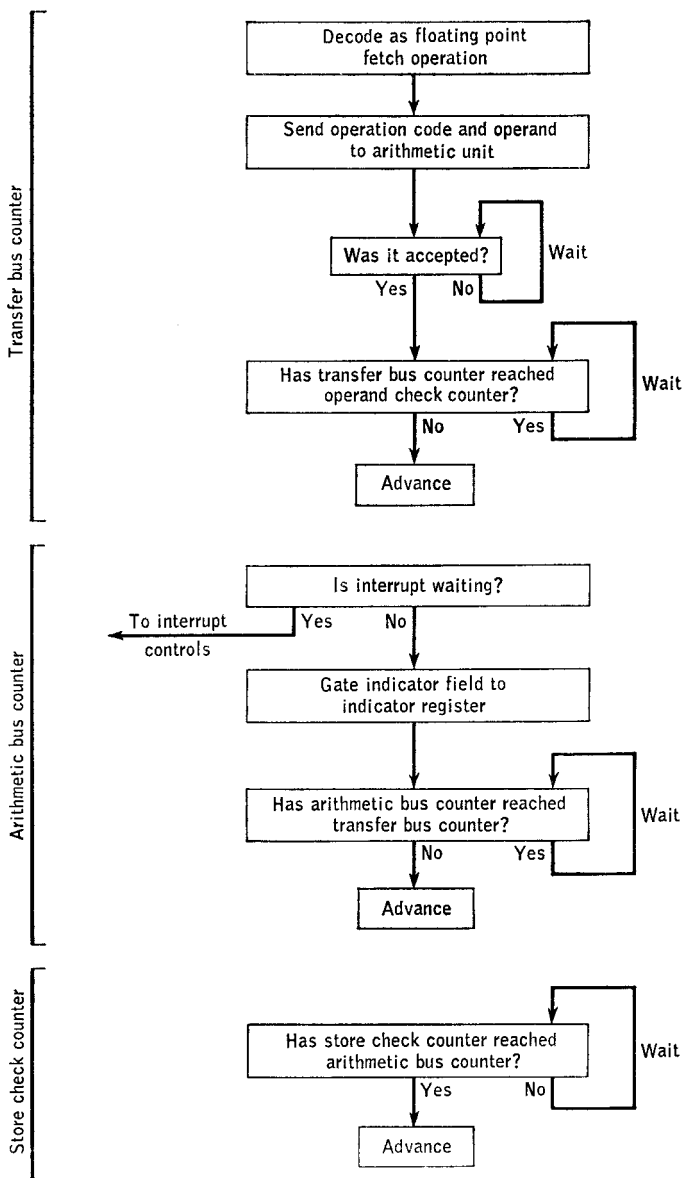 Transfer bus counter
Decode as floating point
fetch operation
Send operation code and operand
to arithmetic unit
Was it accepted?
Wait
Yes No
Has transfer bus counter reached
operand check counter?
Wait
No Yes
Advance
Arithmetic bus counter
Is interrupt waiting?
To interrupt
controls
Yes No
Gate indicator field to
indicator register
Has arithmetic bus counter reached
transfer bus counter?
Wait
No Yes
Advance
Store check counter
Has store check counter reached
arithmetic bus counter?
Wait
Yes No
Advance